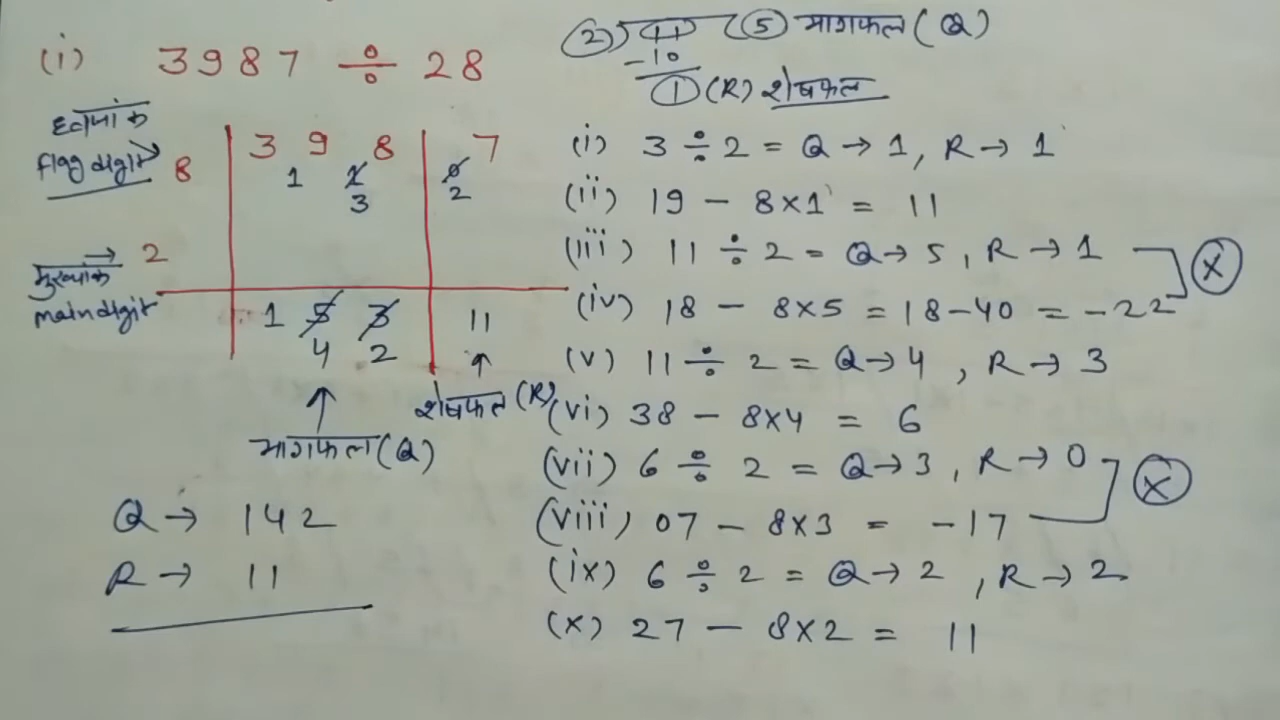 (i) 3987 ÷ 28
ध्वजांक
flag digit → 8
3 9 8 7
1 2 0
3 2
मुख्यांक → 2
main digit
1 5 3 11
4 2
भागफल (Q)
शेषफल (R)
Q → 142
R → 11
2) 11 (5 भागफल (Q)
-10
1 (R) शेषफल
(i) 3 ÷ 2 = Q → 1, R → 1
(ii) 19 - 8×1 = 11
(iii) 11 ÷ 2 = Q → 5, R → 1
(iv) 18 - 8×5 = 18-40 = -22
×
(v) 11 ÷ 2 = Q → 4, R → 3
(vi) 38 - 8×4 = 6
(vii) 6 ÷ 2 = Q → 3, R → 0
(viii) 07 - 8×3 = -17
×
(ix) 6 ÷ 2 = Q → 2, R → 2
(x) 27 - 8×2 = 11